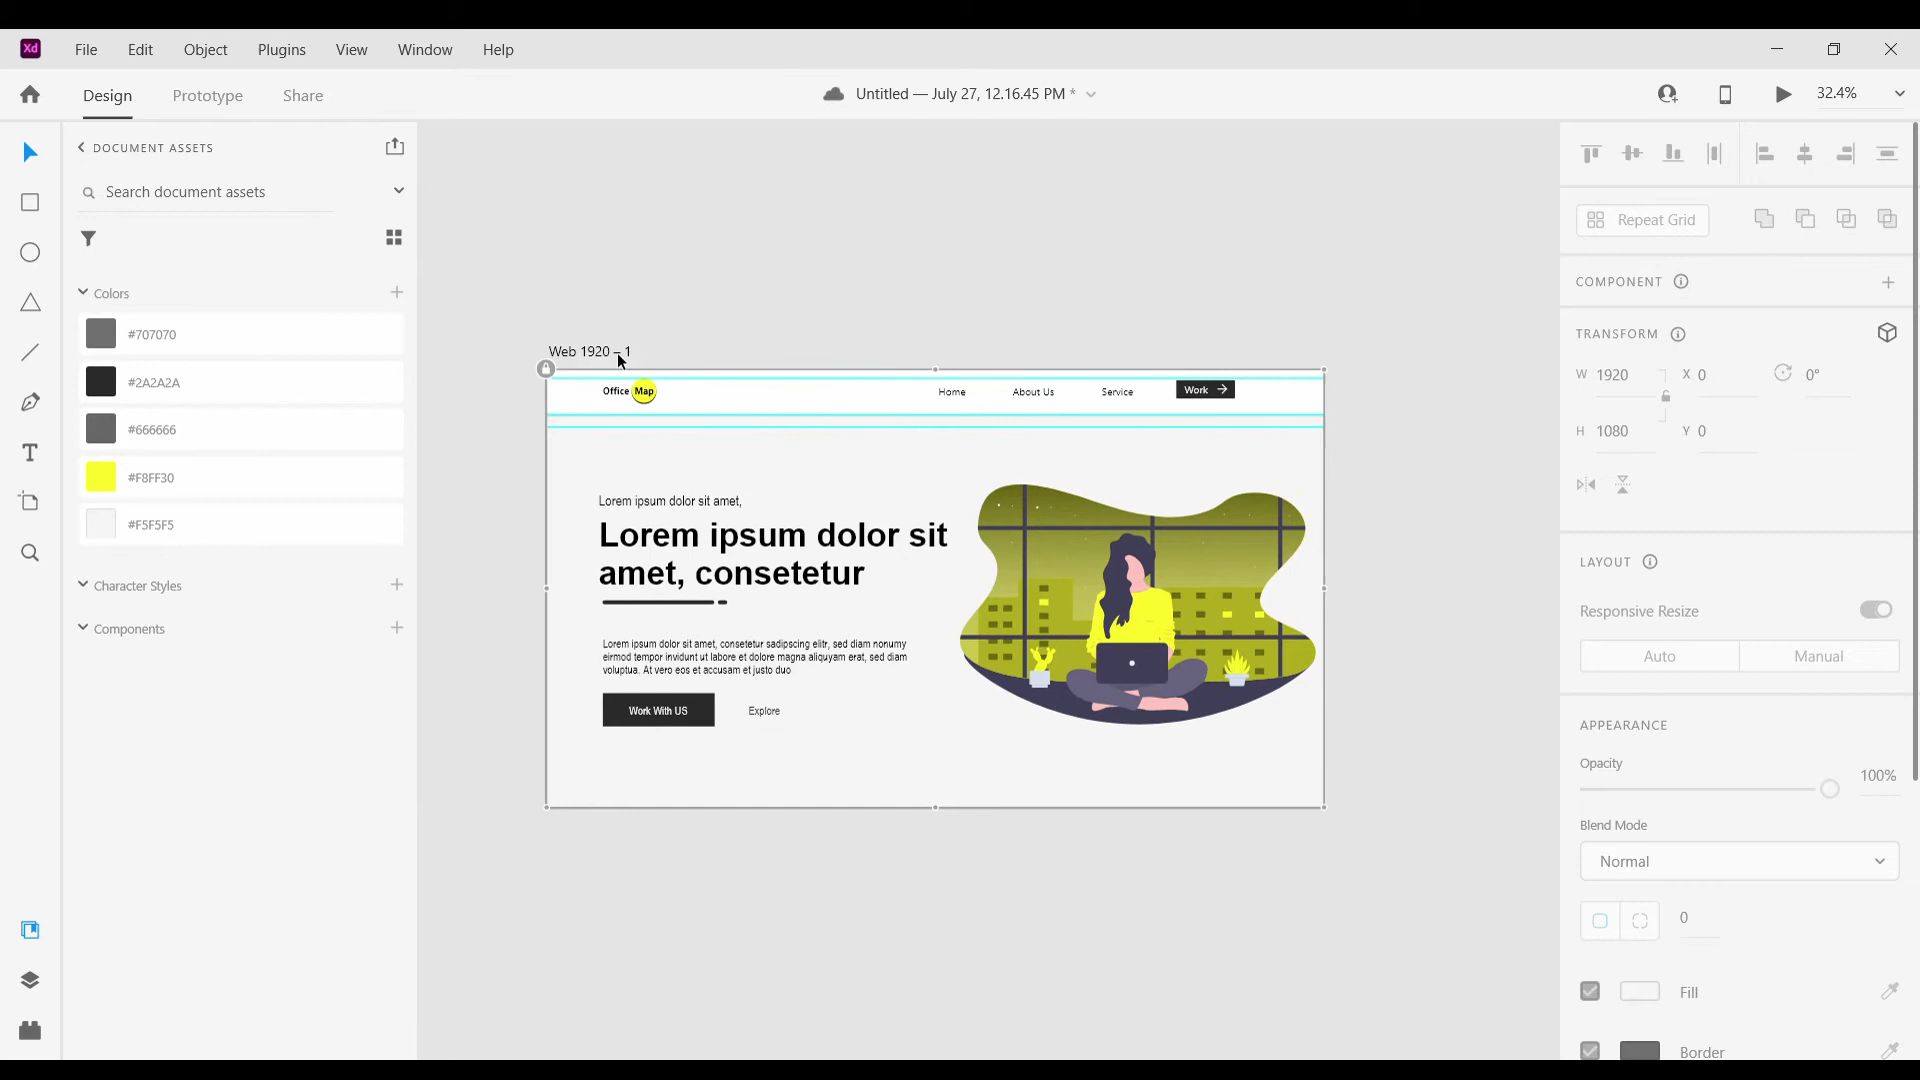 Xd File Edit Object Plugins View Window Help
Design Prototype Share Untitled — July 27, 12.16.45 PM * 32.4%
DOCUMENT ASSETS
Search document assets
Colors
#707070
#2A2A2A
#666666
#F8FF30
#F5F5F5
Character Styles
Components
Web 1920 – 1
Office Map Home About Us Service Work
Lorem ipsum dolor sit amet,
Lorem ipsum dolor sit
amet, consetetur
Lorem ipsum dolor sit amet, consetetur sadipscing elitr, sed diam nonumy
eirmod tempor invidunt ut labore et dolore magna aliquyam erat, sed diam
voluptua. At vero eos et accusam et justo duo
Work With US Explore
Repeat Grid
COMPONENT
TRANSFORM
W 1920 X 0 0°
H 1080 Y 0
LAYOUT
Responsive Resize
Auto Manual
APPEARANCE
Opacity
100%
Blend Mode
Normal
0
Fill
Border